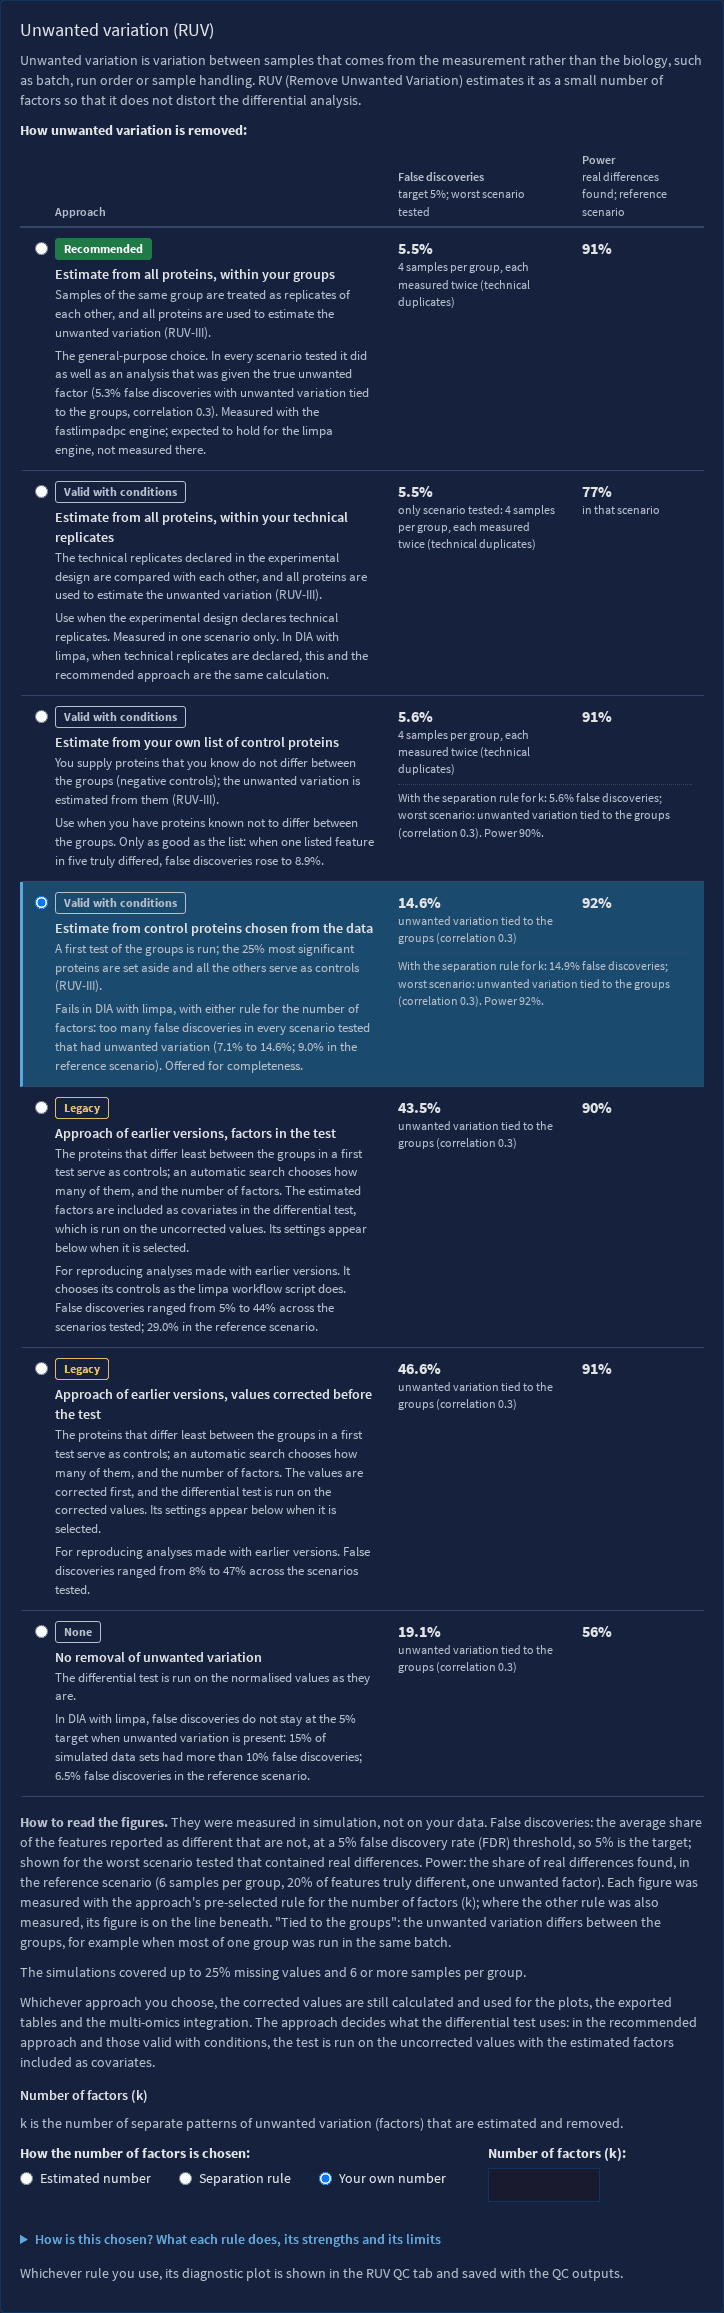 Unwanted variation (RUV)
Unwanted variation is variation between samples that comes from the measurement rather than the biology, such
as batch, run order or sample handling. RUV (Remove Unwanted Variation) estimates it as a small number of
factors so that it does not distort the differential analysis.
How unwanted variation is removed:
Approach
False discoveries
target 5%; worst scenario
tested
Power
real differences
found; reference
scenario
Recommended
Estimate from all proteins, within your groups
Samples of the same group are treated as replicates of
each other, and all proteins are used to estimate the
unwanted variation (RUV-III).
The general-purpose choice. In every scenario tested it did
as well as an analysis that was given the true unwanted
factor (5.3% false discoveries with unwanted variation tied
to the groups, correlation 0.3). Measured with the
fastlimpadpc engine; expected to hold for the limpa
engine, not measured there.
5.5%
4 samples per group, each
measured twice (technical
duplicates)
91%
Valid with conditions
Estimate from all proteins, within your technical
replicates
The technical replicates declared in the experimental
design are compared with each other, and all proteins are
used to estimate the unwanted variation (RUV-III).
Use when the experimental design declares technical
replicates. Measured in one scenario only. In DIA with
limpa, when technical replicates are declared, this and the
recommended approach are the same calculation.
5.5%
only scenario tested: 4 samples
per group, each measured
twice (technical duplicates)
77%
in that scenario
Valid with conditions
Estimate from your own list of control proteins
You supply proteins that you know do not differ between
the groups (negative controls); the unwanted variation is
estimated from them (RUV-III).
Use when you have proteins known not to differ between
the groups. Only as good as the list: when one listed feature
in five truly differed, false discoveries rose to 8.9%.
5.6%
4 samples per group, each
measured twice (technical
duplicates)
91%
With the separation rule for k: 5.6% false discoveries;
worst scenario: unwanted variation tied to the groups
(correlation 0.3). Power 90%.
Valid with conditions
Estimate from control proteins chosen from the data
A first test of the groups is run; the 25% most significant
proteins are set aside and all the others serve as controls
(RUV-III).
Fails in DIA with limpa, with either rule for the number of
factors: too many false discoveries in every scenario tested
that had unwanted variation (7.1% to 14.6%; 9.0% in the
reference scenario). Offered for completeness.
14.6%
unwanted variation tied to the
groups (correlation 0.3)
92%
With the separation rule for k: 14.9% false discoveries;
worst scenario: unwanted variation tied to the groups
(correlation 0.3). Power 92%.
Legacy
Approach of earlier versions, factors in the test
The proteins that differ least between the groups in a first
test serve as controls; an automatic search chooses how
many of them, and the number of factors. The estimated
factors are included as covariates in the differential test,
which is run on the uncorrected values. Its settings appear
below when it is selected.
For reproducing analyses made with earlier versions. It
chooses its controls as the limpa workflow script does.
False discoveries ranged from 5% to 44% across the
scenarios tested; 29.0% in the reference scenario.
43.5%
unwanted variation tied to the
groups (correlation 0.3)
90%
Legacy
Approach of earlier versions, values corrected before
the test
The proteins that differ least between the groups in a first
test serve as controls; an automatic search chooses how
many of them, and the number of factors. The values are
corrected first, and the differential test is run on the
corrected values. Its settings appear below when it is
selected.
For reproducing analyses made with earlier versions. False
discoveries ranged from 8% to 47% across the scenarios
tested.
46.6%
unwanted variation tied to the
groups (correlation 0.3)
91%
None
No removal of unwanted variation
The differential test is run on the normalised values as they
are.
In DIA with limpa, false discoveries do not stay at the 5%
target when unwanted variation is present: 15% of
simulated data sets had more than 10% false discoveries;
6.5% false discoveries in the reference scenario.
19.1%
unwanted variation tied to the
groups (correlation 0.3)
56%
How to read the figures. They were measured in simulation, not on your data. False discoveries: the average share
of the features reported as different that are not, at a 5% false discovery rate (FDR) threshold, so 5% is the target;
shown for the worst scenario tested that contained real differences. Power: the share of real differences found, in
the reference scenario (6 samples per group, 20% of features truly different, one unwanted factor). Each figure was
measured with the approach's pre-selected rule for the number of factors (k); where the other rule was also
measured, its figure is on the line beneath. "Tied to the groups": the unwanted variation differs between the
groups, for example when most of one group was run in the same batch.
The simulations covered up to 25% missing values and 6 or more samples per group.
Whichever approach you choose, the corrected values are still calculated and used for the plots, the exported
tables and the multi-omics integration. The approach decides what the differential test uses: in the recommended
approach and those valid with conditions, the test is run on the uncorrected values with the estimated factors
included as covariates.
Number of factors (k)
k is the number of separate patterns of unwanted variation (factors) that are estimated and removed.
How the number of factors is chosen:
Estimated number
Separation rule
Your own number
Number of factors (k):
How is this chosen? What each rule does, its strengths and its limits
Whichever rule you use, its diagnostic plot is shown in the RUV QC tab and saved with the QC outputs.